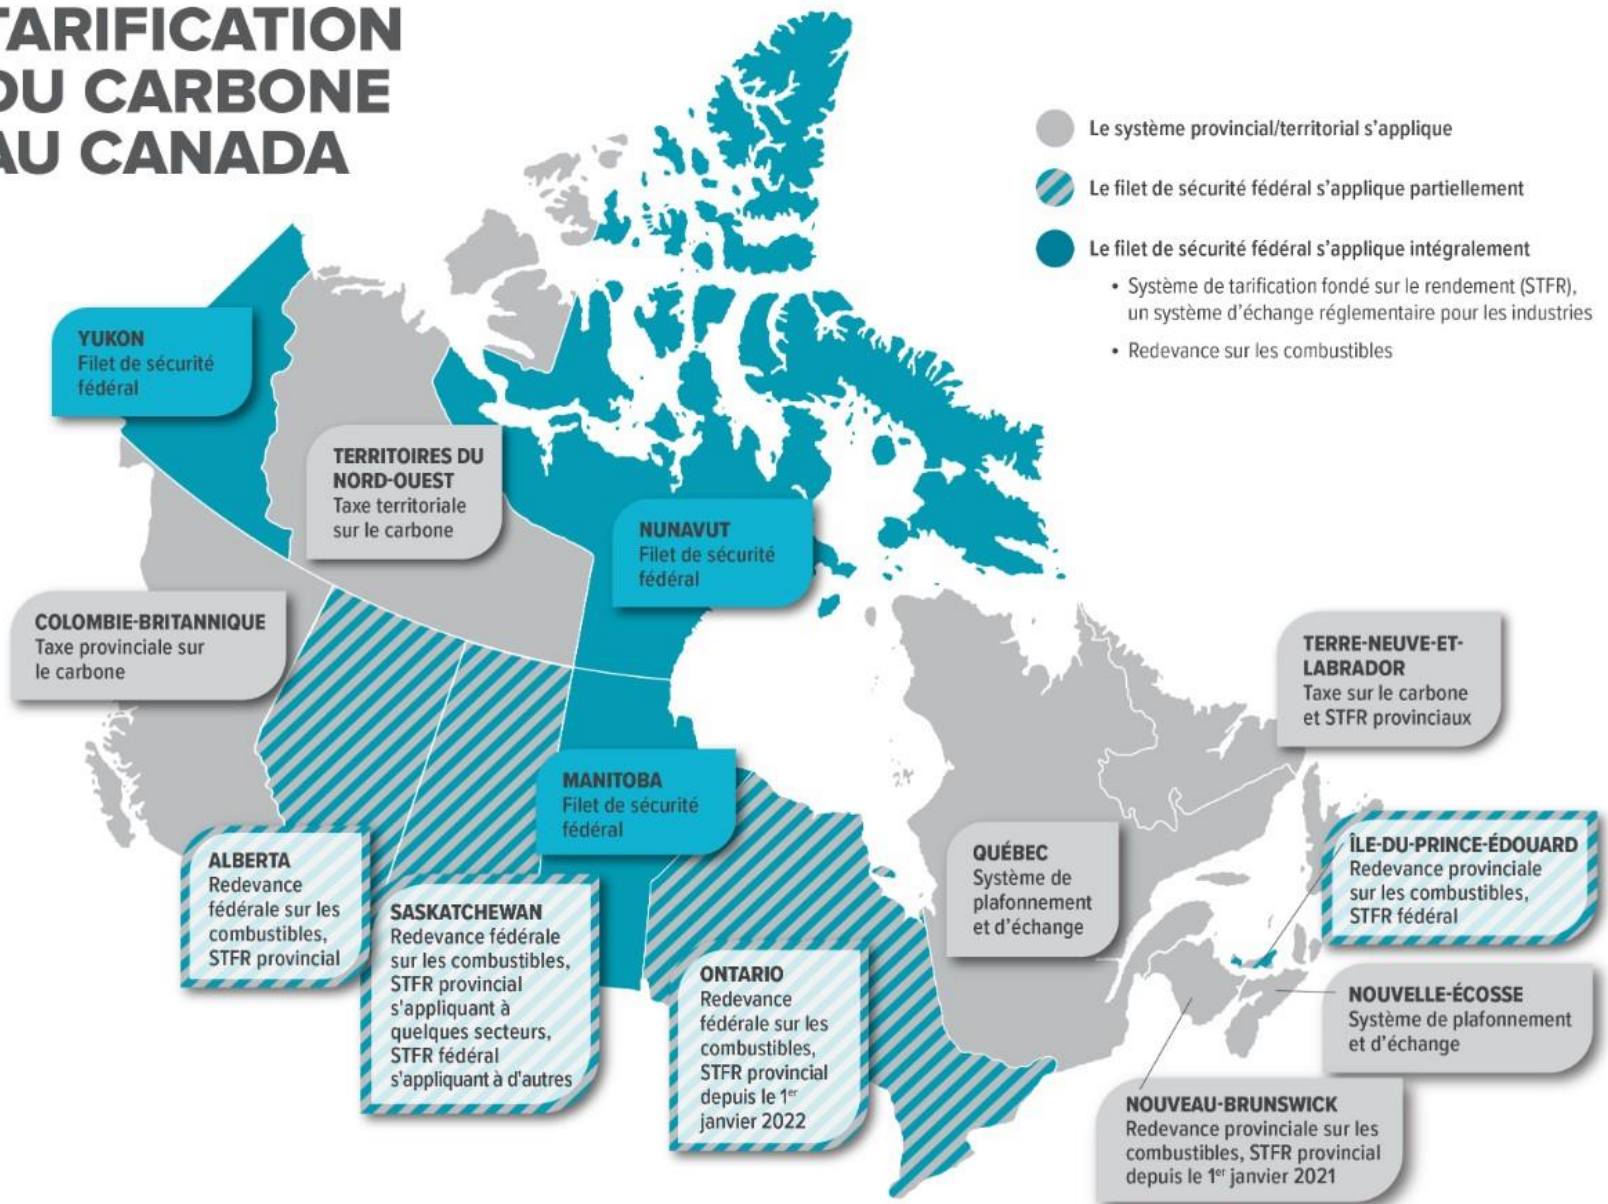 TARIFICATION
DU CARBONE
AU CANADA
Le système provincial/territorial s'applique
Le filet de sécurité fédéral s'applique partiellement
Le filet de sécurité fédéral s'applique intégralement
• Système de tarification fondé sur le rendement (STFR),
un système d'échange réglementaire pour les industries
• Redevance sur les combustibles
YUKON
Filet de sécurité
fédéral
TERRITOIRES DU
NORD-OUEST
Taxe territoriale
sur le carbone
NUNAVUT
Filet de sécurité
fédéral
COLOMBIE-BRITANNIQUE
Taxe provinciale sur
le carbone
TERRE-NEUVE-ET-
LABRADOR
Taxe sur le carbone
et STFR provinciaux
MANITOBA
Filet de sécurité
fédéral
ALBERTA
Redevance
fédérale sur les
combustibles,
STFR provincial
SASKATCHEWAN
Redevance fédérale
sur les combustibles,
STFR provincial
s'appliquant à
quelques secteurs,
STFR fédéral
s'appliquant à d'autres
ONTARIO
Redevance
fédérale sur les
combustibles,
STFR provincial
depuis le 1er
janvier 2022
QUÉBEC
Système de
plafonnement
et d'échange
ÎLE-DU-PRINCE-ÉDOUARD
Redevance provinciale
sur les combustibles,
STFR fédéral
NOUVELLE-ÉCOSSE
Système de plafonnement
et d'échange
NOUVEAU-BRUNSWICK
Redevance provinciale sur les
combustibles, STFR provincial
depuis le 1er janvier 2021